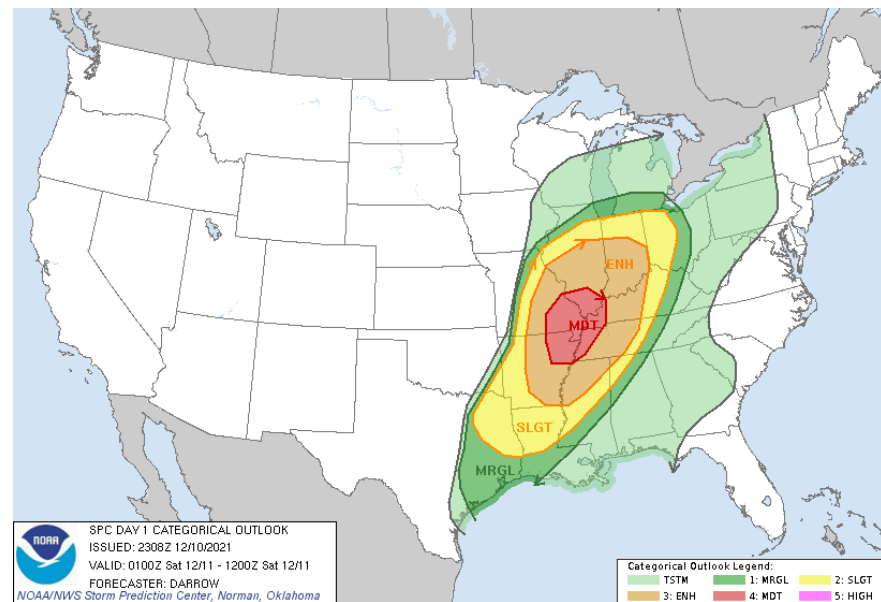 ENH
MDT
SLGT
MRGL
NOAA
SPC DAY 1 CATEGORICAL OUTLOOK
ISSUED: 2308Z 12/10/2021
VALID: 0100Z Sat 12/11 - 1200Z Sat 12/11
FORECASTER: DARROW
NOAA/NWS Storm Prediction Center, Norman, Oklahoma
Categorical Outlook Legend:
TSTM 1: MRGL 2: SLGT
3: ENH 4: MDT 5: HIGH